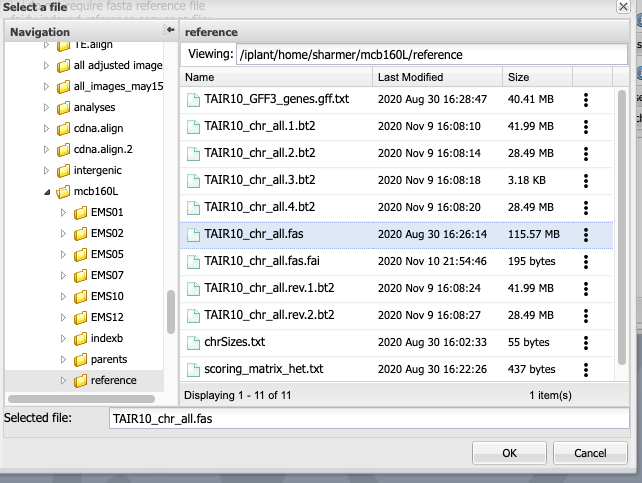 Select a file
require fasta reference file
Navigation
reference
Viewing: /iplant/home/sharmer/mcb160L/reference
Name Last Modified Size
TE.align
all adjusted image
all_images_may15
analyses
cdna.align
cdna.align.2
intergenic
mcb160L
EMS01
EMS02
EMS05
EMS07
EMS10
EMS12
indexb
parents
reference
TAIR10_GFF3_genes.gff.txt 2020 Aug 30 16:28:47 40.41 MB
TAIR10_chr_all.1.bt2 2020 Nov 9 16:08:10 41.99 MB
TAIR10_chr_all.2.bt2 2020 Nov 9 16:08:14 28.49 MB
TAIR10_chr_all.3.bt2 2020 Nov 9 16:08:18 3.18 KB
TAIR10_chr_all.4.bt2 2020 Nov 9 16:08:20 28.49 MB
TAIR10_chr_all.fas 2020 Aug 30 16:26:14 115.57 MB
TAIR10_chr_all.fas.fai 2020 Nov 10 21:54:46 195 bytes
TAIR10_chr_all.rev.1.bt2 2020 Nov 9 16:08:24 41.99 MB
TAIR10_chr_all.rev.2.bt2 2020 Nov 9 16:08:27 28.49 MB
chrSizes.txt 2020 Aug 30 16:02:33 55 bytes
scoring_matrix_het.txt 2020 Aug 30 16:22:26 437 bytes
Displaying 1 - 11 of 11 1 item(s)
Selected file: TAIR10_chr_all.fas
OK Cancel